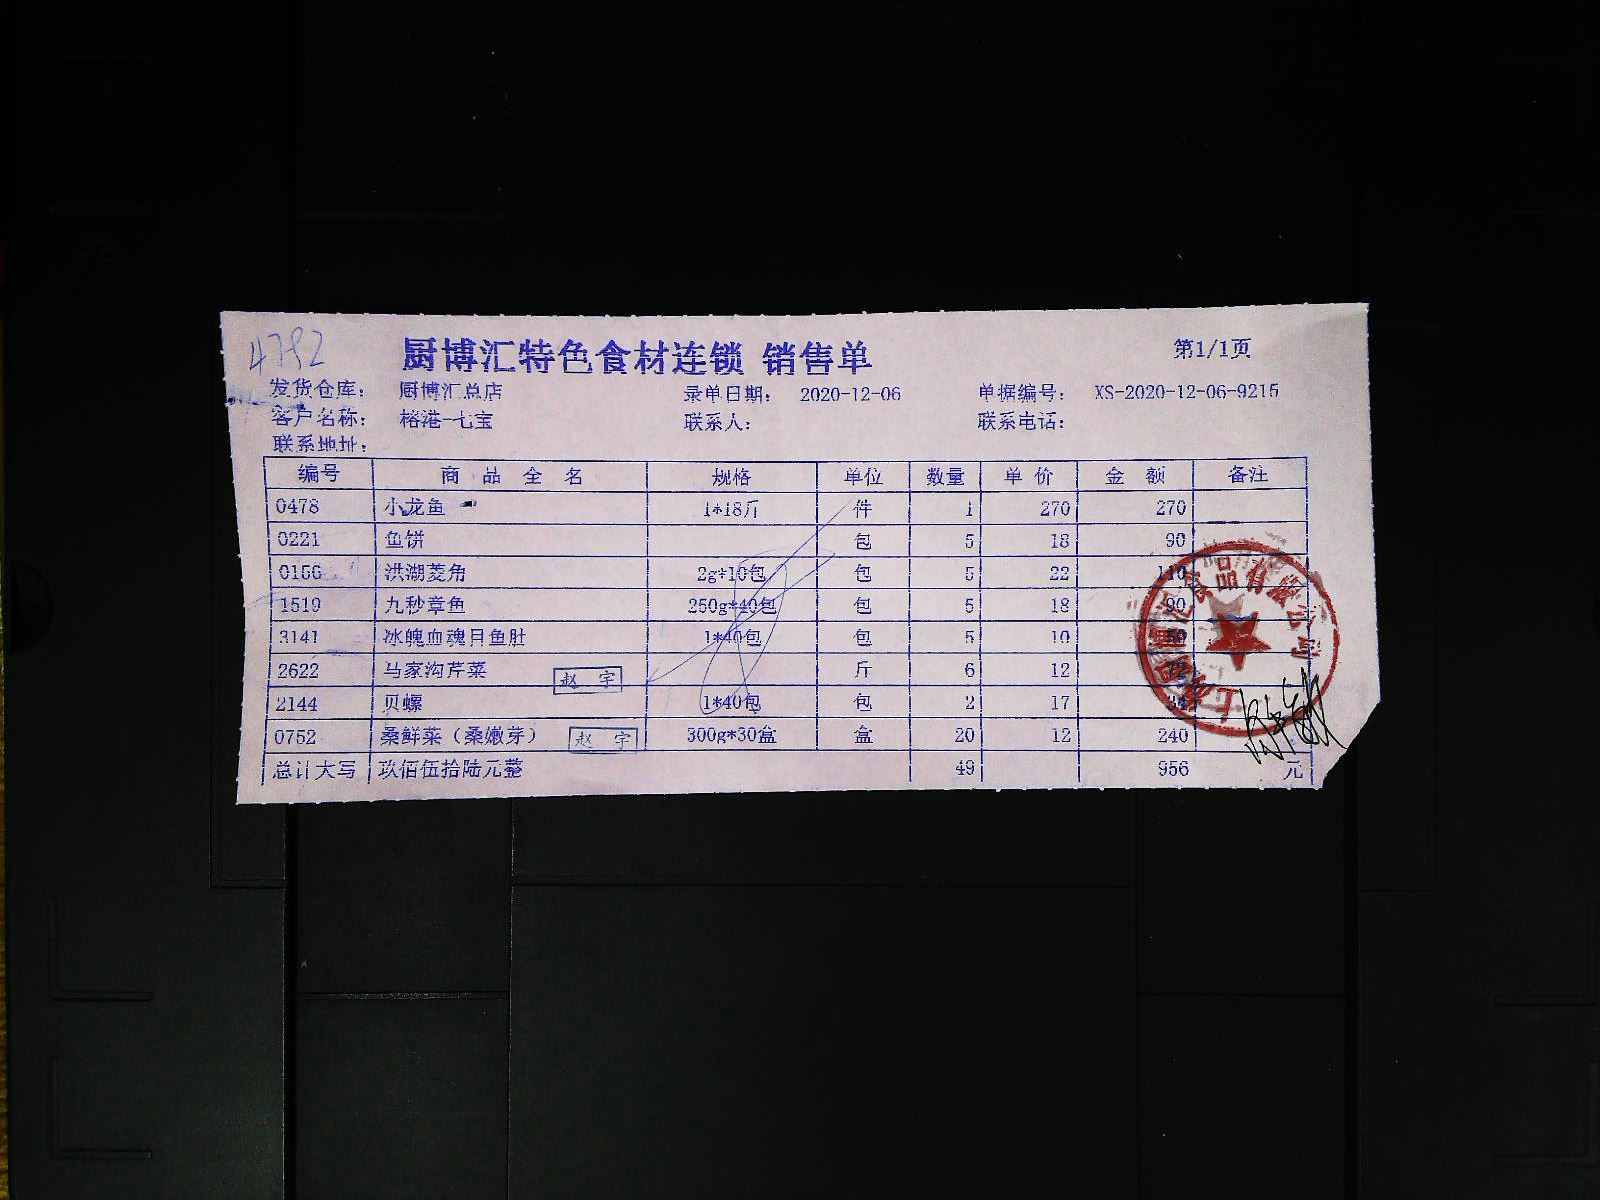 4792
厨博汇特色食材连锁 销售单
第1/1页
发货仓库： 厨博汇总店 录单日期： 2020-12-06 单据编号： XS-2020-12-06-9215
客户名称： 榕港-七宝 联系人： 联系电话：
联系地址：
编号 商 品 全 名 规格 单位 数量 单 价 金 额 备注
0478 小龙鱼 1*18斤 件 1 270 270
0221 鱼饼 包 5 18 90
0156 洪湖菱角 2g*10包 包 5 22 110
1519 九秒章鱼 250g*40包 包 5 18 90
3141 冰魄血魂目鱼肚 1*40包 包 5 10 50
2622 马家沟芹菜 赵 宇 斤 6 12 72
2144 贝螺 1*40包 包 2 17 34
0752 桑鲜菜（桑嫩芽） 赵 宇 300g*30盒 盒 20 12 240
总计大写 玖佰伍拾陆元整 49 956 元